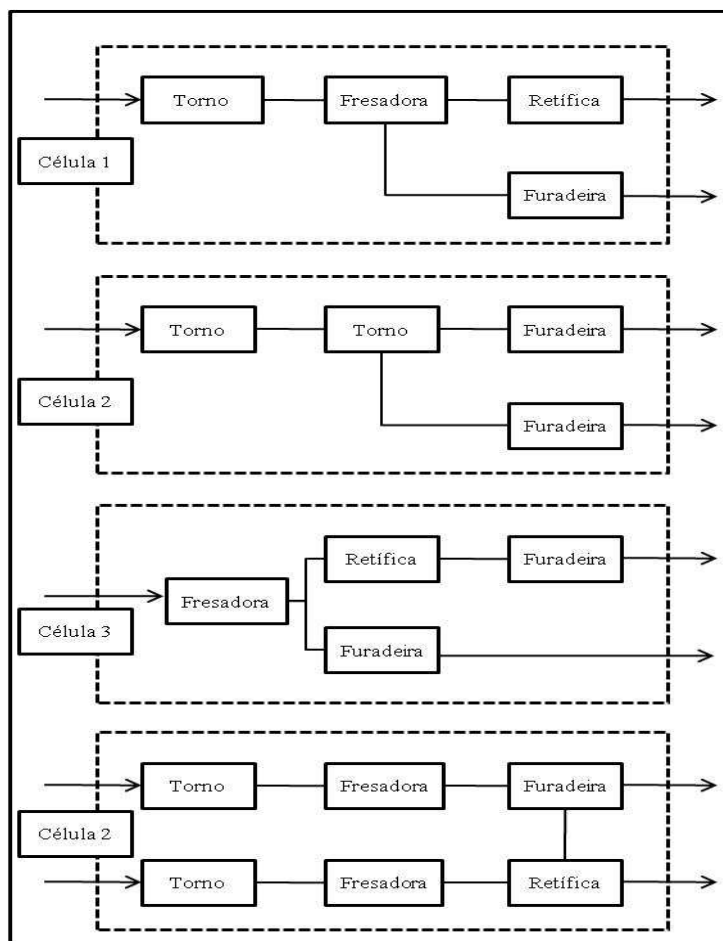 Torno Fresadora Retífica
Célula 1
Furadeira
Torno Torno Furadeira
Célula 2
Furadeira
Retífica Furadeira
Fresadora
Célula 3
Furadeira
Torno Fresadora Furadeira
Célula 2
Torno Fresadora Retífica